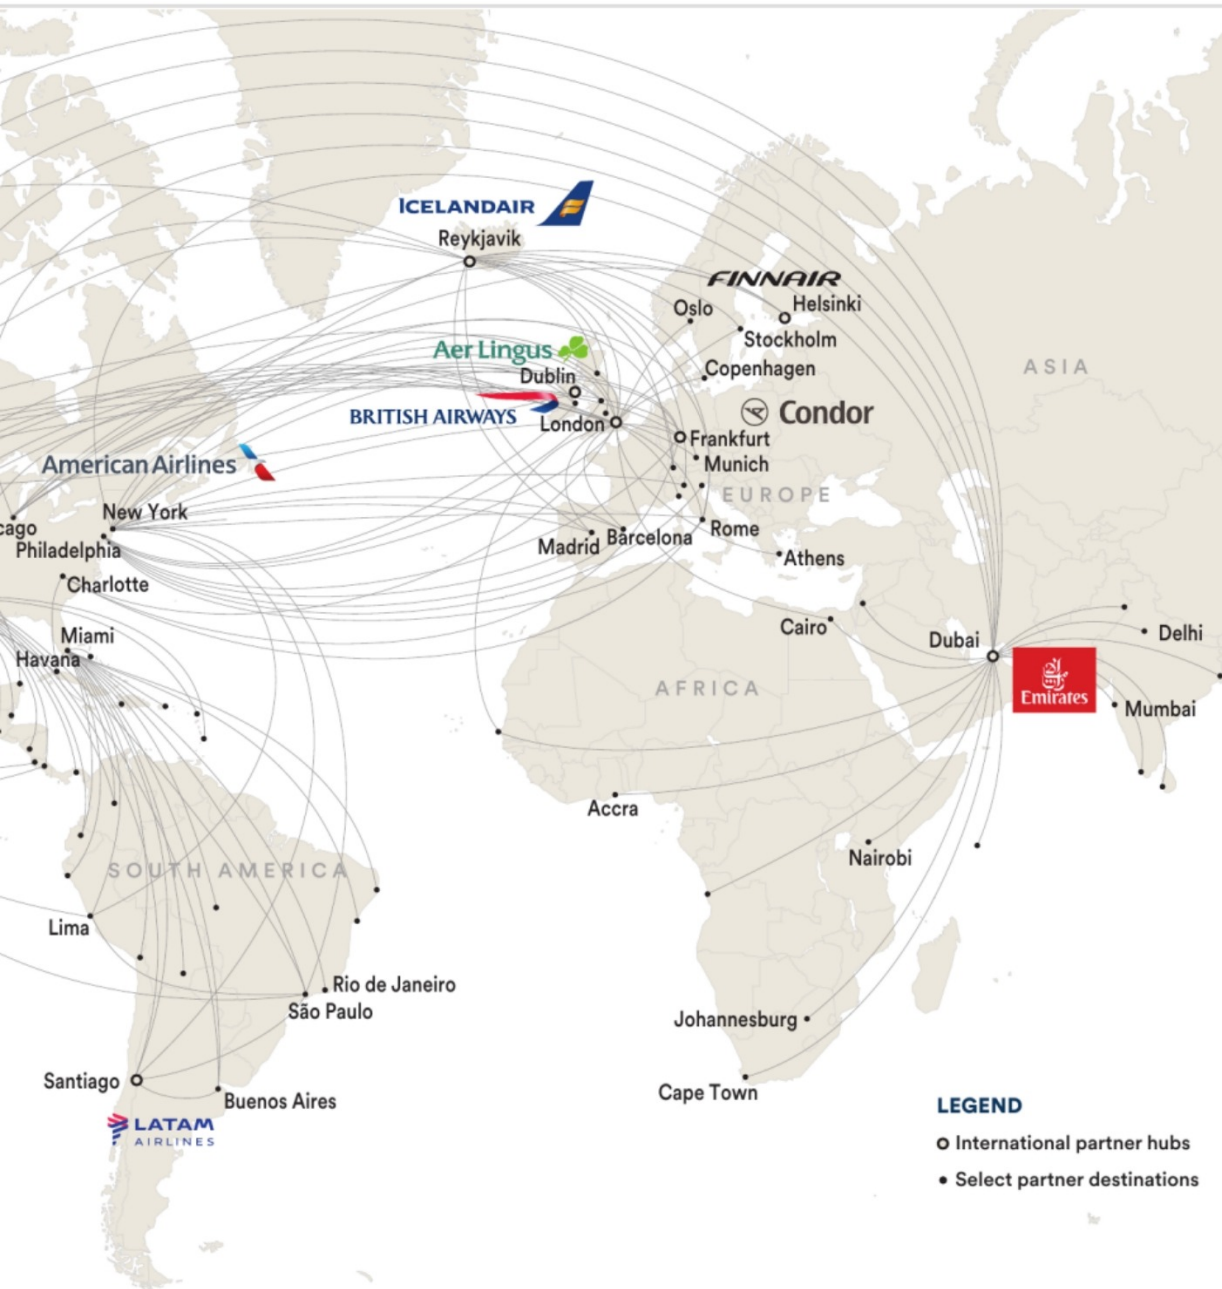 ICELANDAIR
Reykjavik
FINNAIR
Oslo
Helsinki
Stockholm
Aer Lingus
Dublin
Copenhagen
ASIA
BRITISH AIRWAYS
London
Condor
Frankfurt
Munich
American Airlines
EUROPE
New York
cago
Philadelphia
Madrid
Barcelona
Rome
Athens
Charlotte
Cairo
Dubai
Delhi
Miami
Havana
AFRICA
Emirates
Mumbai
Accra
Nairobi
SOUTH AMERICA
Lima
Rio de Janeiro
São Paulo
Johannesburg
Santiago
Buenos Aires
Cape Town
LATAM
AIRLINES
LEGEND
International partner hubs
Select partner destinations